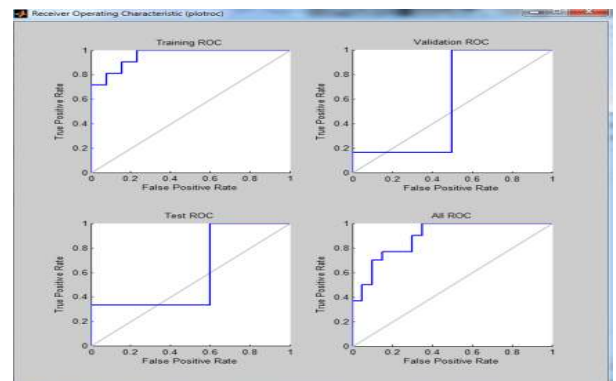 Receiver Operating Characteristic (plotroc)
Training ROC
1
0.8
0.6
0.4
0.2
0
True Positive Rate
0 0.2 0.4 0.6 0.8 1
False Positive Rate
Validation ROC
1
0.8
0.6
0.4
0.2
0
True Positive Rate
0 0.2 0.4 0.6 0.8 1
False Positive Rate
Test ROC
1
0.8
0.6
0.4
0.2
0
True Positive Rate
0 0.2 0.4 0.6 0.8 1
False Positive Rate
All ROC
1
0.8
0.6
0.4
0.2
0
True Positive Rate
0 0.2 0.4 0.6 0.8 1
False Positive Rate